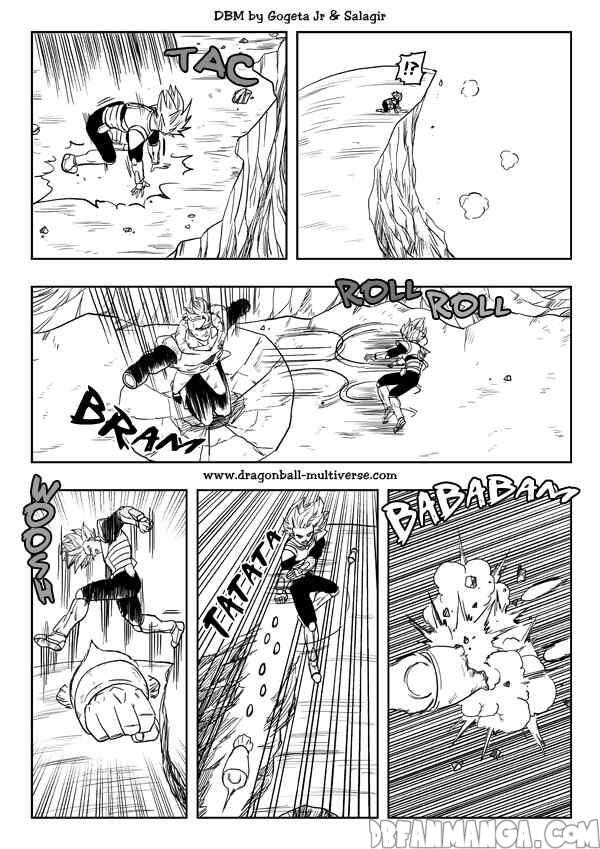 DBM by Gogeta Jr & Salagir
TAC
!?
ROLL ROLL
BRAM
www.dragonball-multiverse.com
WOOSH
TATATA
BABABAM
DBFANMANGA.COM